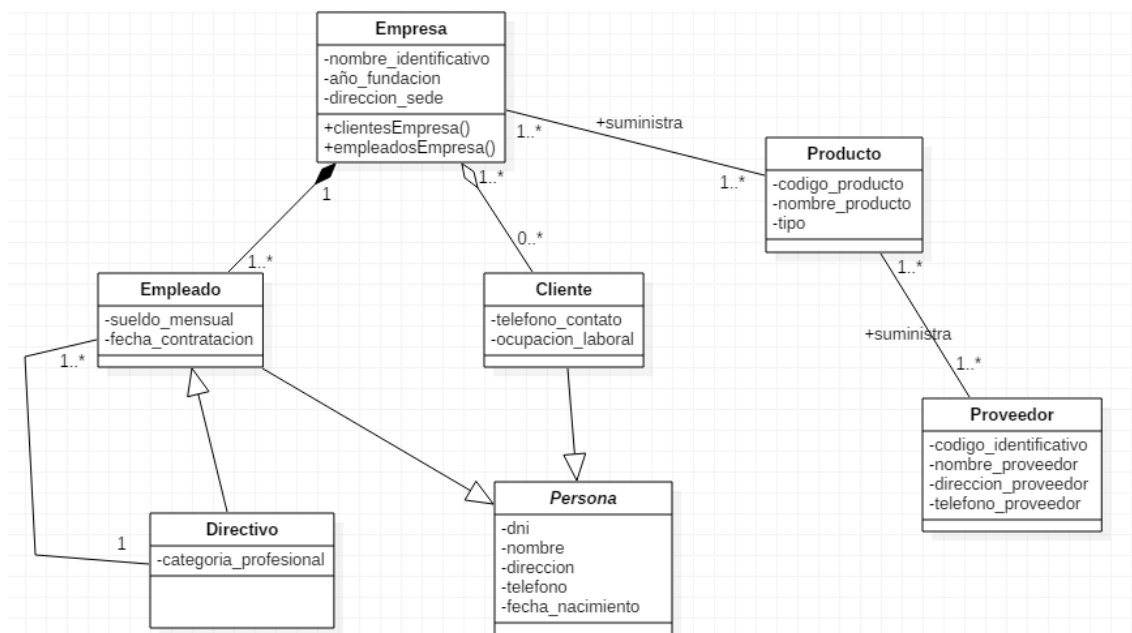 Empresa
-nombre_identificativo
-año_fundacion
-direccion_sede
+clientesEmpresa()
+empleadosEmpresa()
1..*
+suministra
1..*
Producto
-codigo_producto
-nombre_producto
-tipo
1
1..*
1..*
0..*
Empleado
-sueldo_mensual
-fecha_contratacion
1..*
Cliente
-telefono_contato
-ocupacion_laboral
1..*
+suministra
1..*
Proveedor
-codigo_identificativo
-nombre_proveedor
-direccion_proveedor
-telefono_proveedor
1
Directivo
-categoria_profesional
Persona
-dni
-nombre
-direccion
-telefono
-fecha_nacimiento